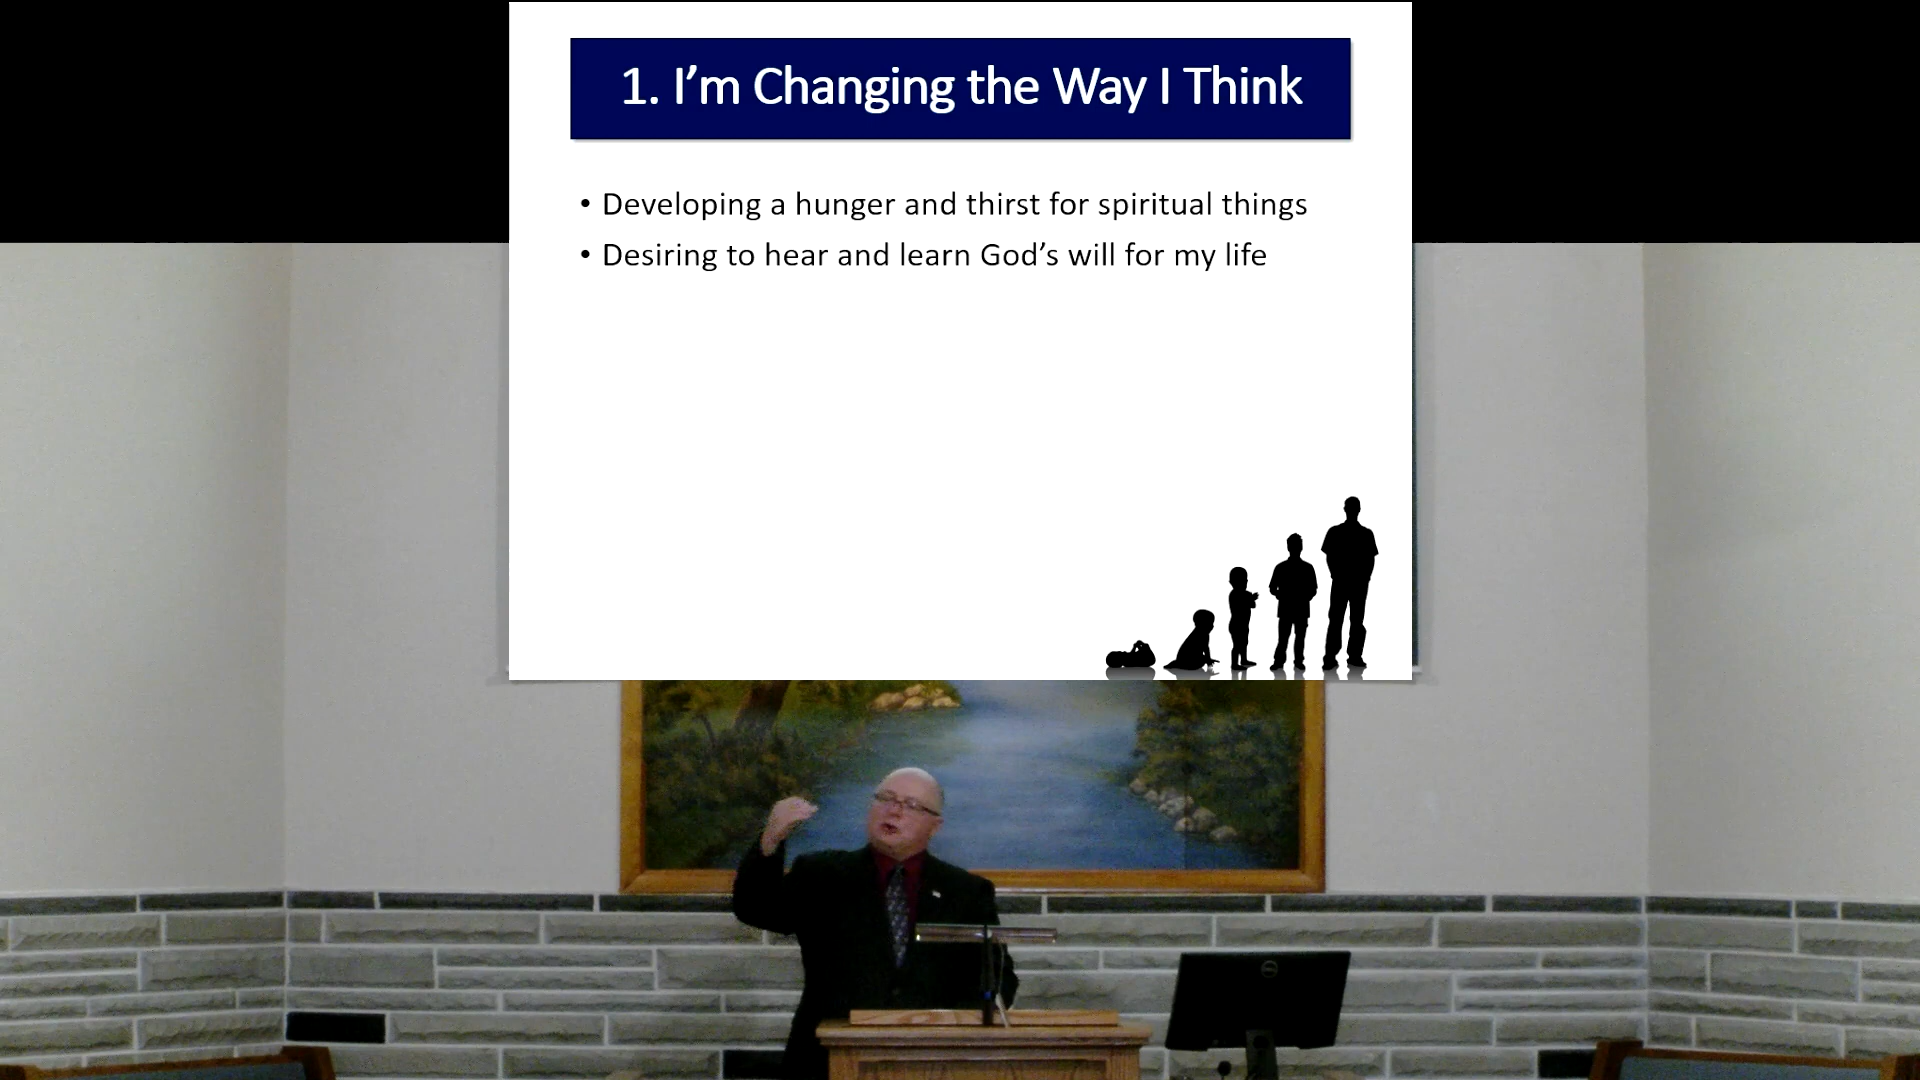 1. I’m Changing the Way I Think
• Developing a hunger and thirst for spiritual things
• Desiring to hear and learn God’s will for my life
DELL